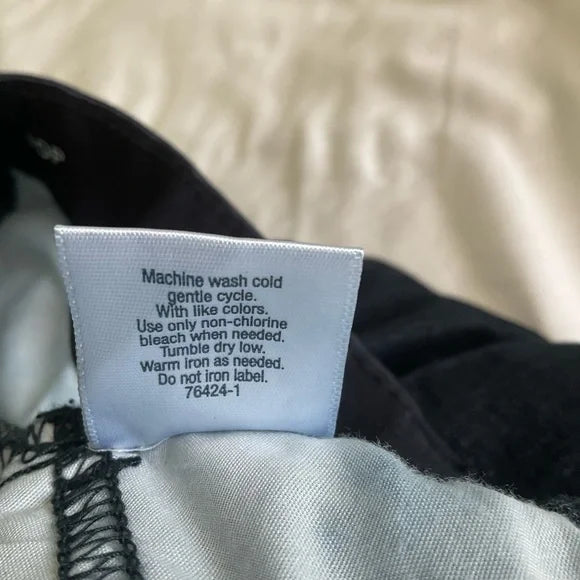 Machine wash cold
gentle cycle.
With like colors.
Use only non-chlorine
bleach when needed.
Tumble dry low.
Warm iron as needed.
Do not iron label.
76424-1